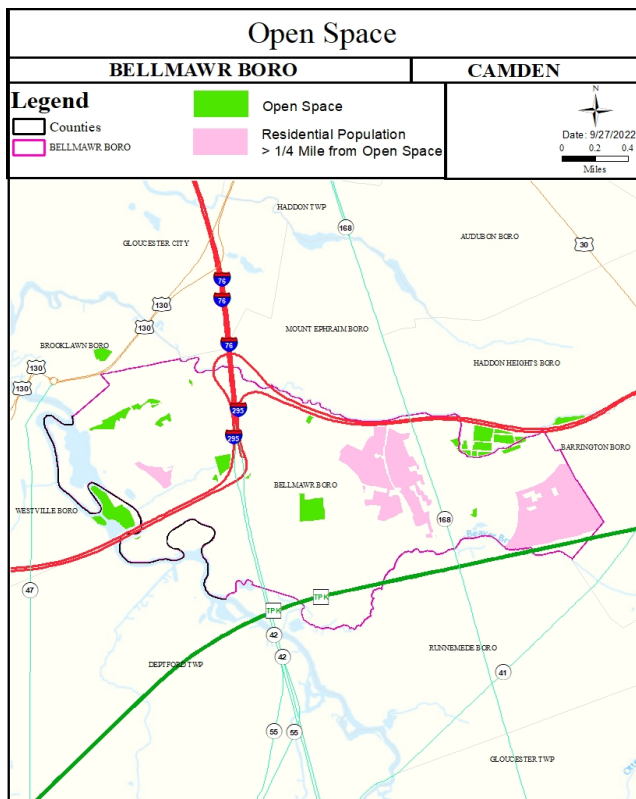 Open Space
BELLMAWR BORO
CAMDEN
Legend
Counties
BELLMAWR BORO
Open Space
Residential Population
> 1/4 Mile from Open Space
N
Date: 9/27/2022
0 0.2 0.4
Miles
HADDON TWP
168
GLOUCESTER CITY
AUDUBON BORO
30
76
76
130
130
MOUNT EPHRAIM BORO
BROOKLAWN BORO
76
HADDON HEIGHTS BORO
130
130
295
295
BARRINGTON BORO
BELLMAWR BORO
WESTVILLE BORO
168
47
TPK
TPK
42
42
RUNNEMEDE BORO
DEPTFORD TWP
41
55
55
GLOUCESTER TWP